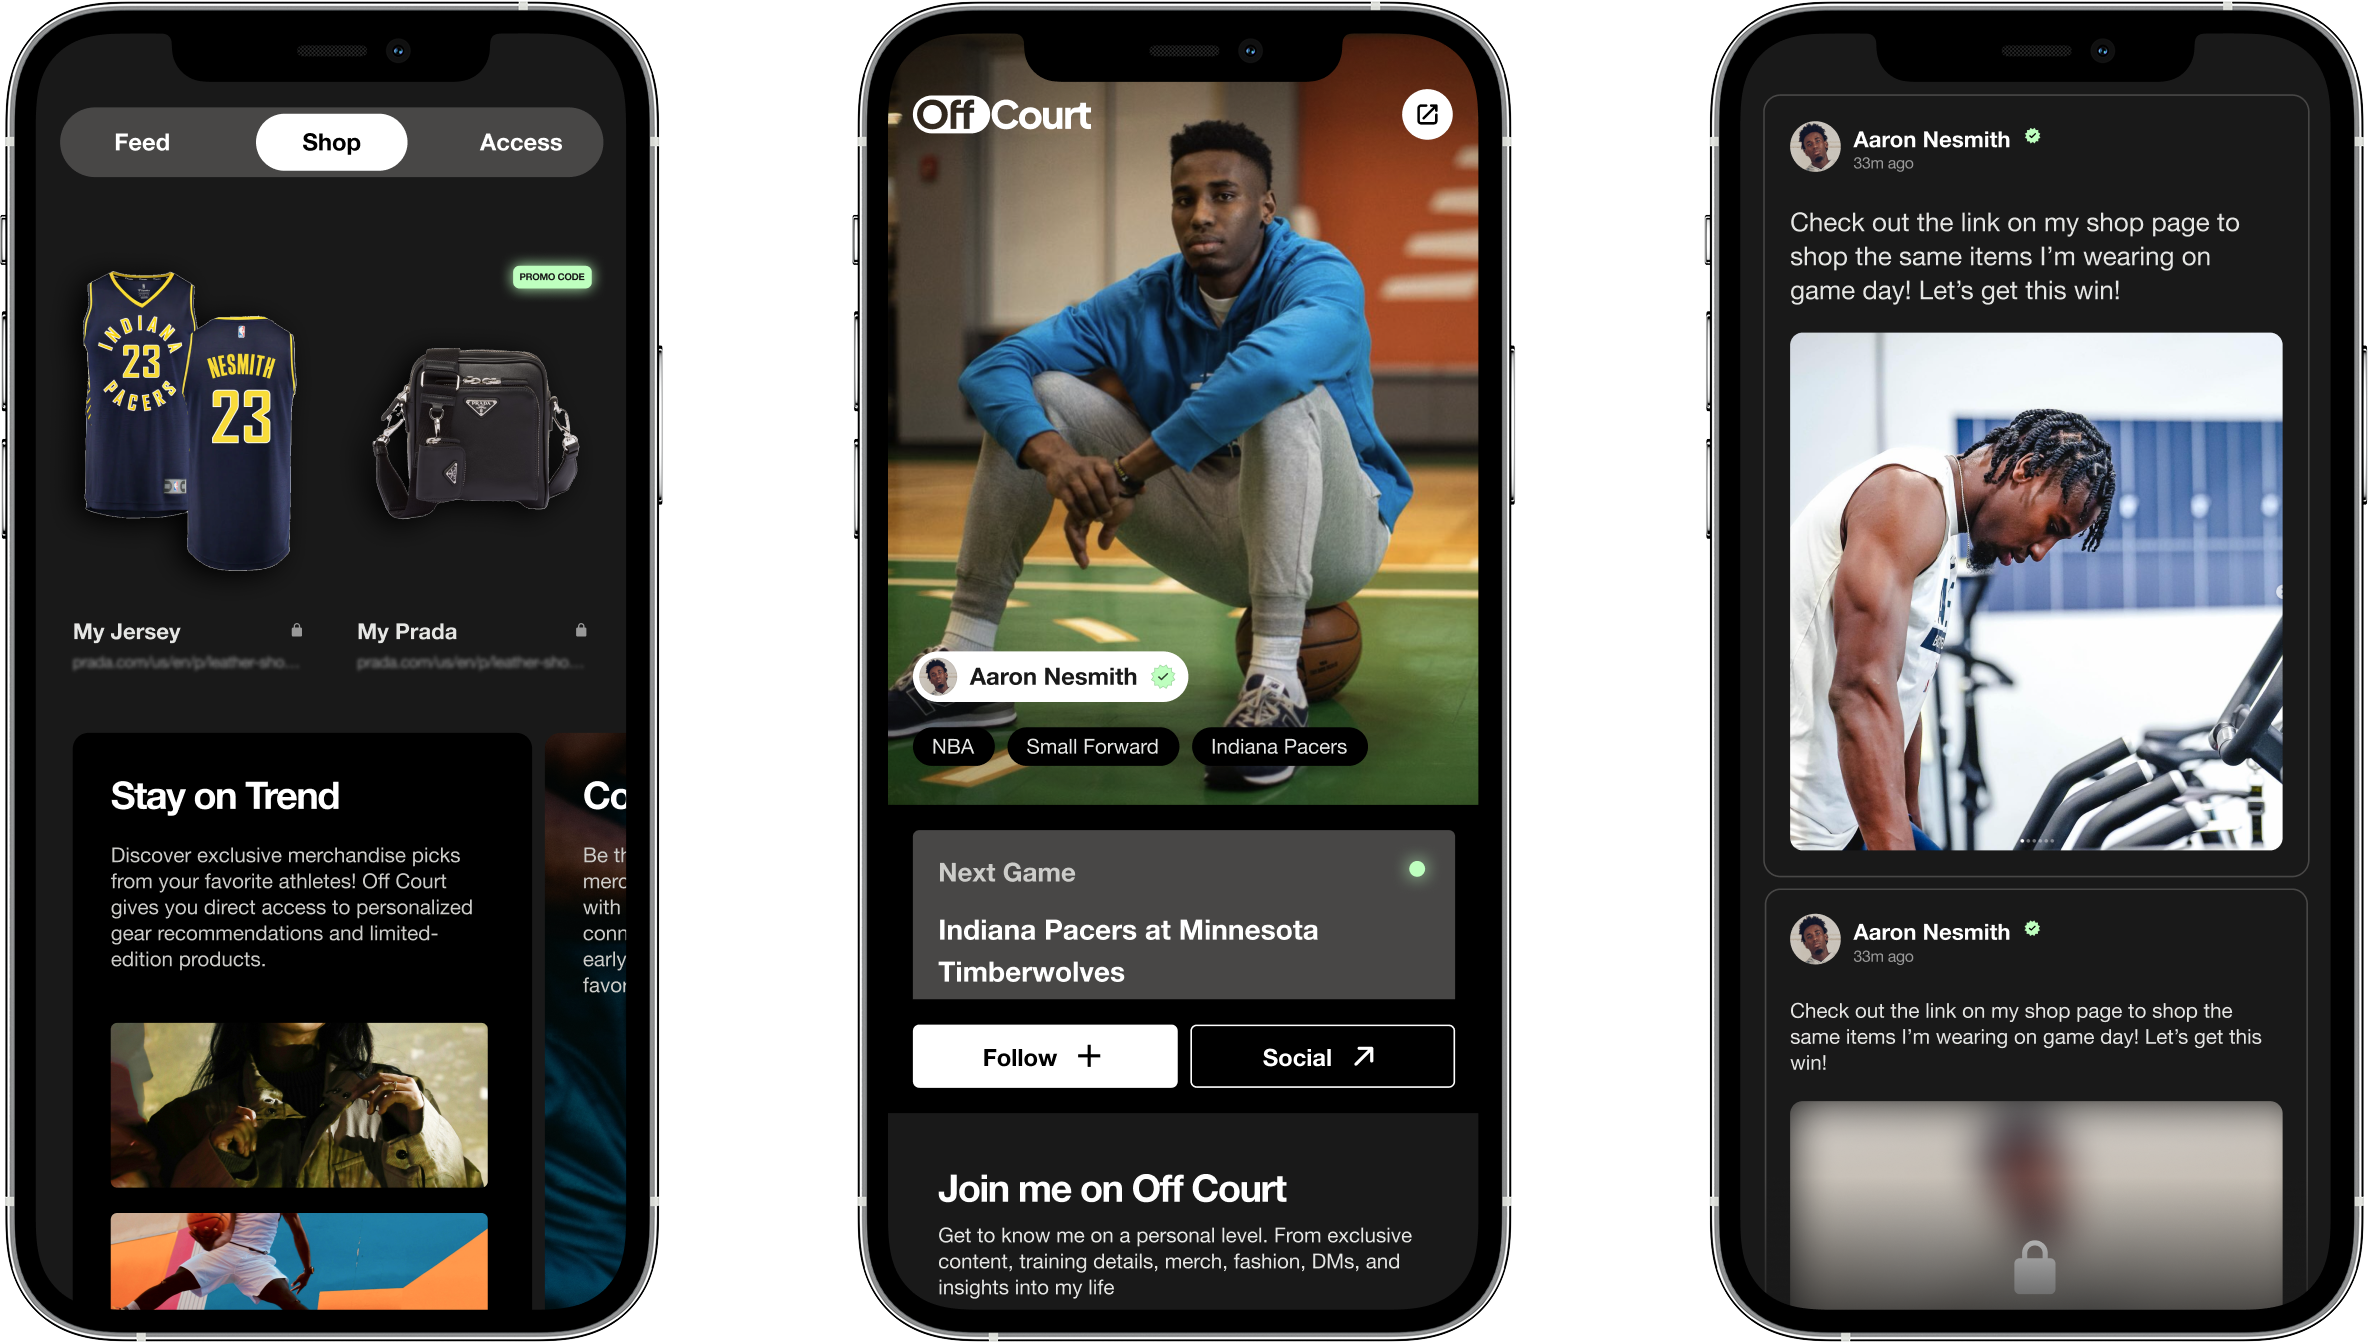 Feed
Shop
Access
PROMO CODE
INDIANA
23
PACERS
NESMITH
23
PRADA
My Jersey
My Prada
prada.com/us/en/p/leather-sho...
prada.com/us/en/p/leather-sho...
Stay on Trend
Discover exclusive merchandise picks
from your favorite athletes! Off Court
gives you direct access to personalized
gear recommendations and limited-
edition products.
Co
Be th
merc
with
conn
early
favor
OffCourt
Aaron Nesmith
NBA
Small Forward
Indiana Pacers
Next Game
Indiana Pacers at Minnesota
Timberwolves
Follow
Social
Join me on Off Court
Get to know me on a personal level. From exclusive
content, training details, merch, fashion, DMs, and
insights into my life
Aaron Nesmith
33m ago
Check out the link on my shop page to
shop the same items I’m wearing on
game day! Let’s get this win!
Aaron Nesmith
33m ago
Check out the link on my shop page to shop the
same items I’m wearing on game day! Let’s get this
win!